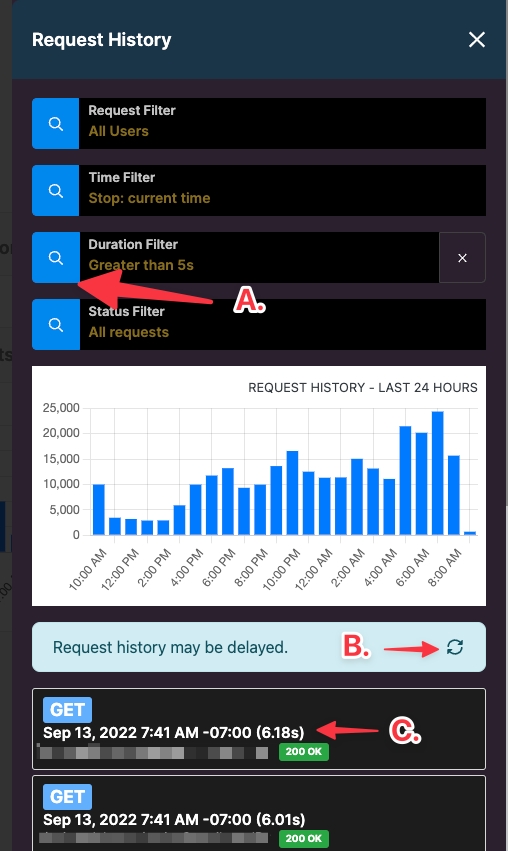 Request History
Request Filter
All Users
Time Filter
Stop: current time
Duration Filter
Greater than 5s
A.
Status Filter
All requests
REQUEST HISTORY - LAST 24 HOURS
25,000
20,000
15,000
10,000
5,000
0
10:00 AM 12:00 PM 2:00 PM 4:00 PM 6:00 PM 8:00 PM 10:00 PM 12:00 AM 2:00 AM 4:00 AM 6:00 AM 8:00 AM
Request history may be delayed.
B.
GET
Sep 13, 2022 7:41 AM -07:00 (6.18s)
C.
200 OK
GET
Sep 13, 2022 7:41 AM -07:00 (6.01s)
200 OK